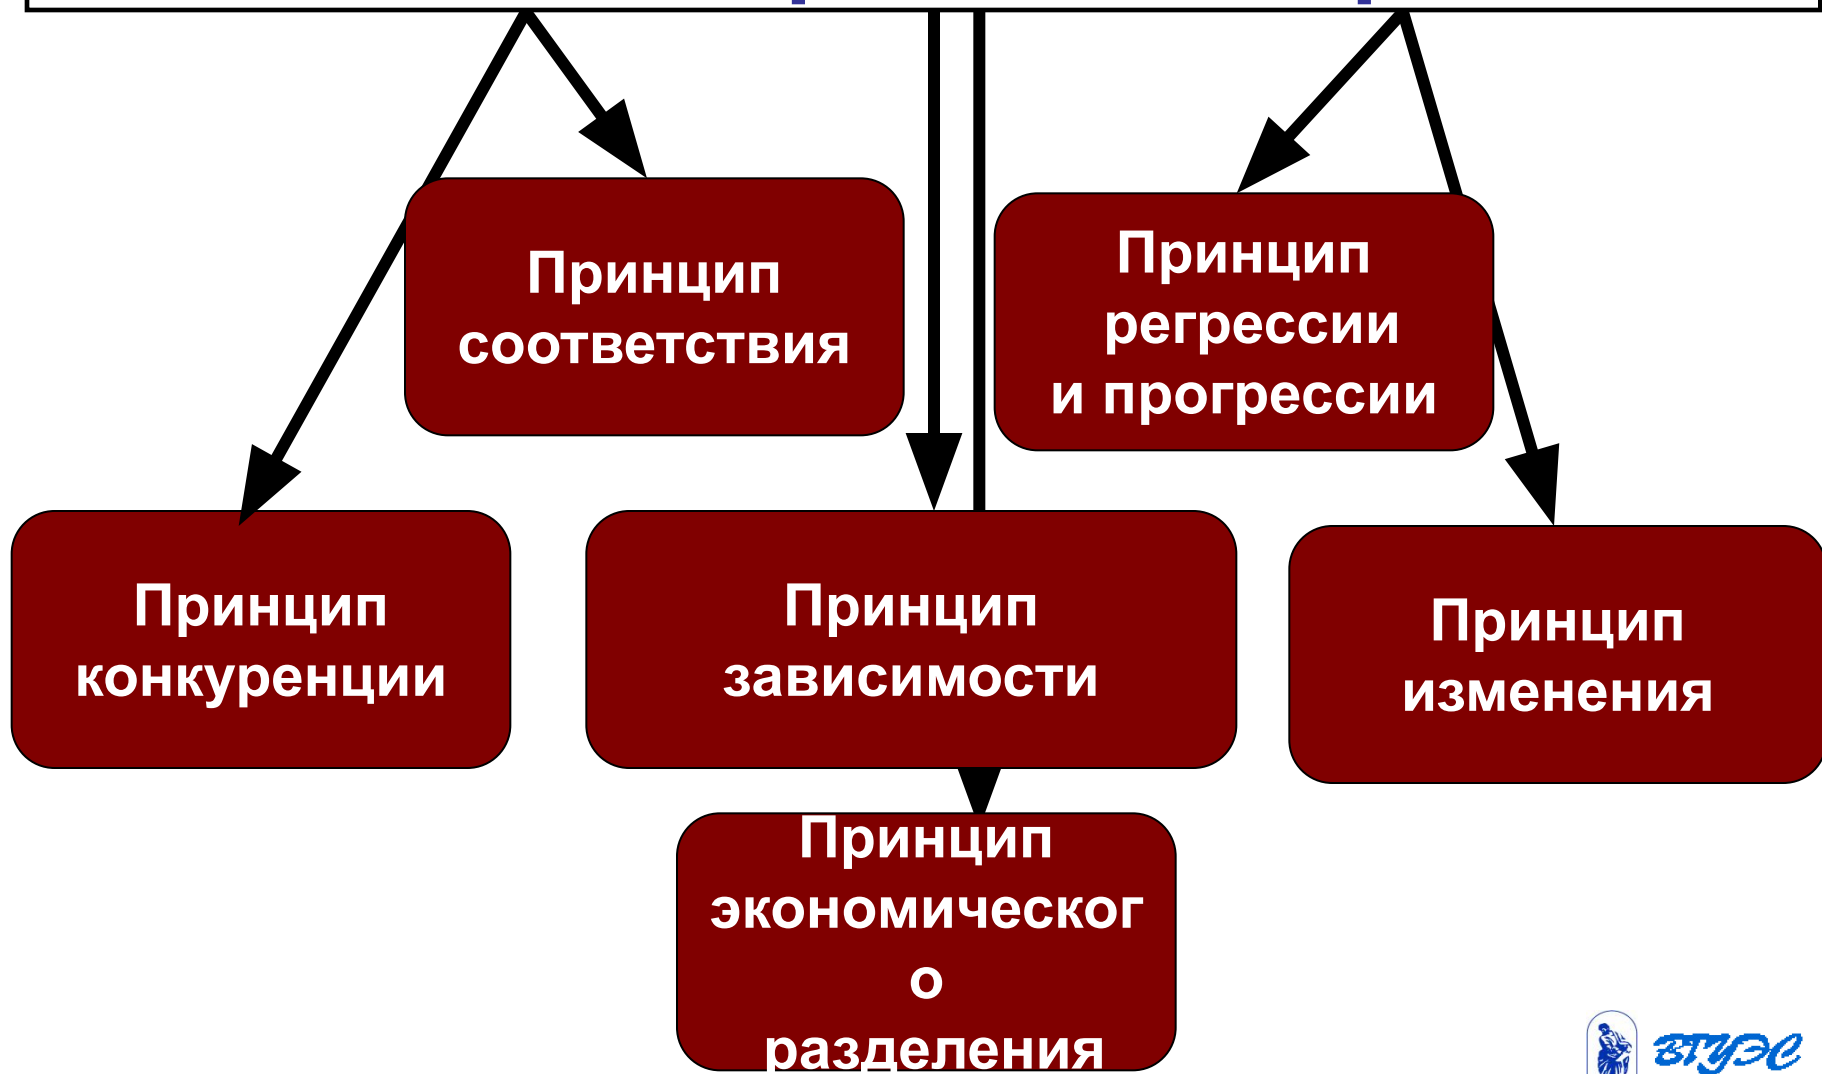 Принцип
соответствия
Принцип
регрессии
и прогрессии
Принцип
конкуренции
Принцип
зависимости
Принцип
изменения
Принцип
экономическог
о
разделения
ВГУЭС